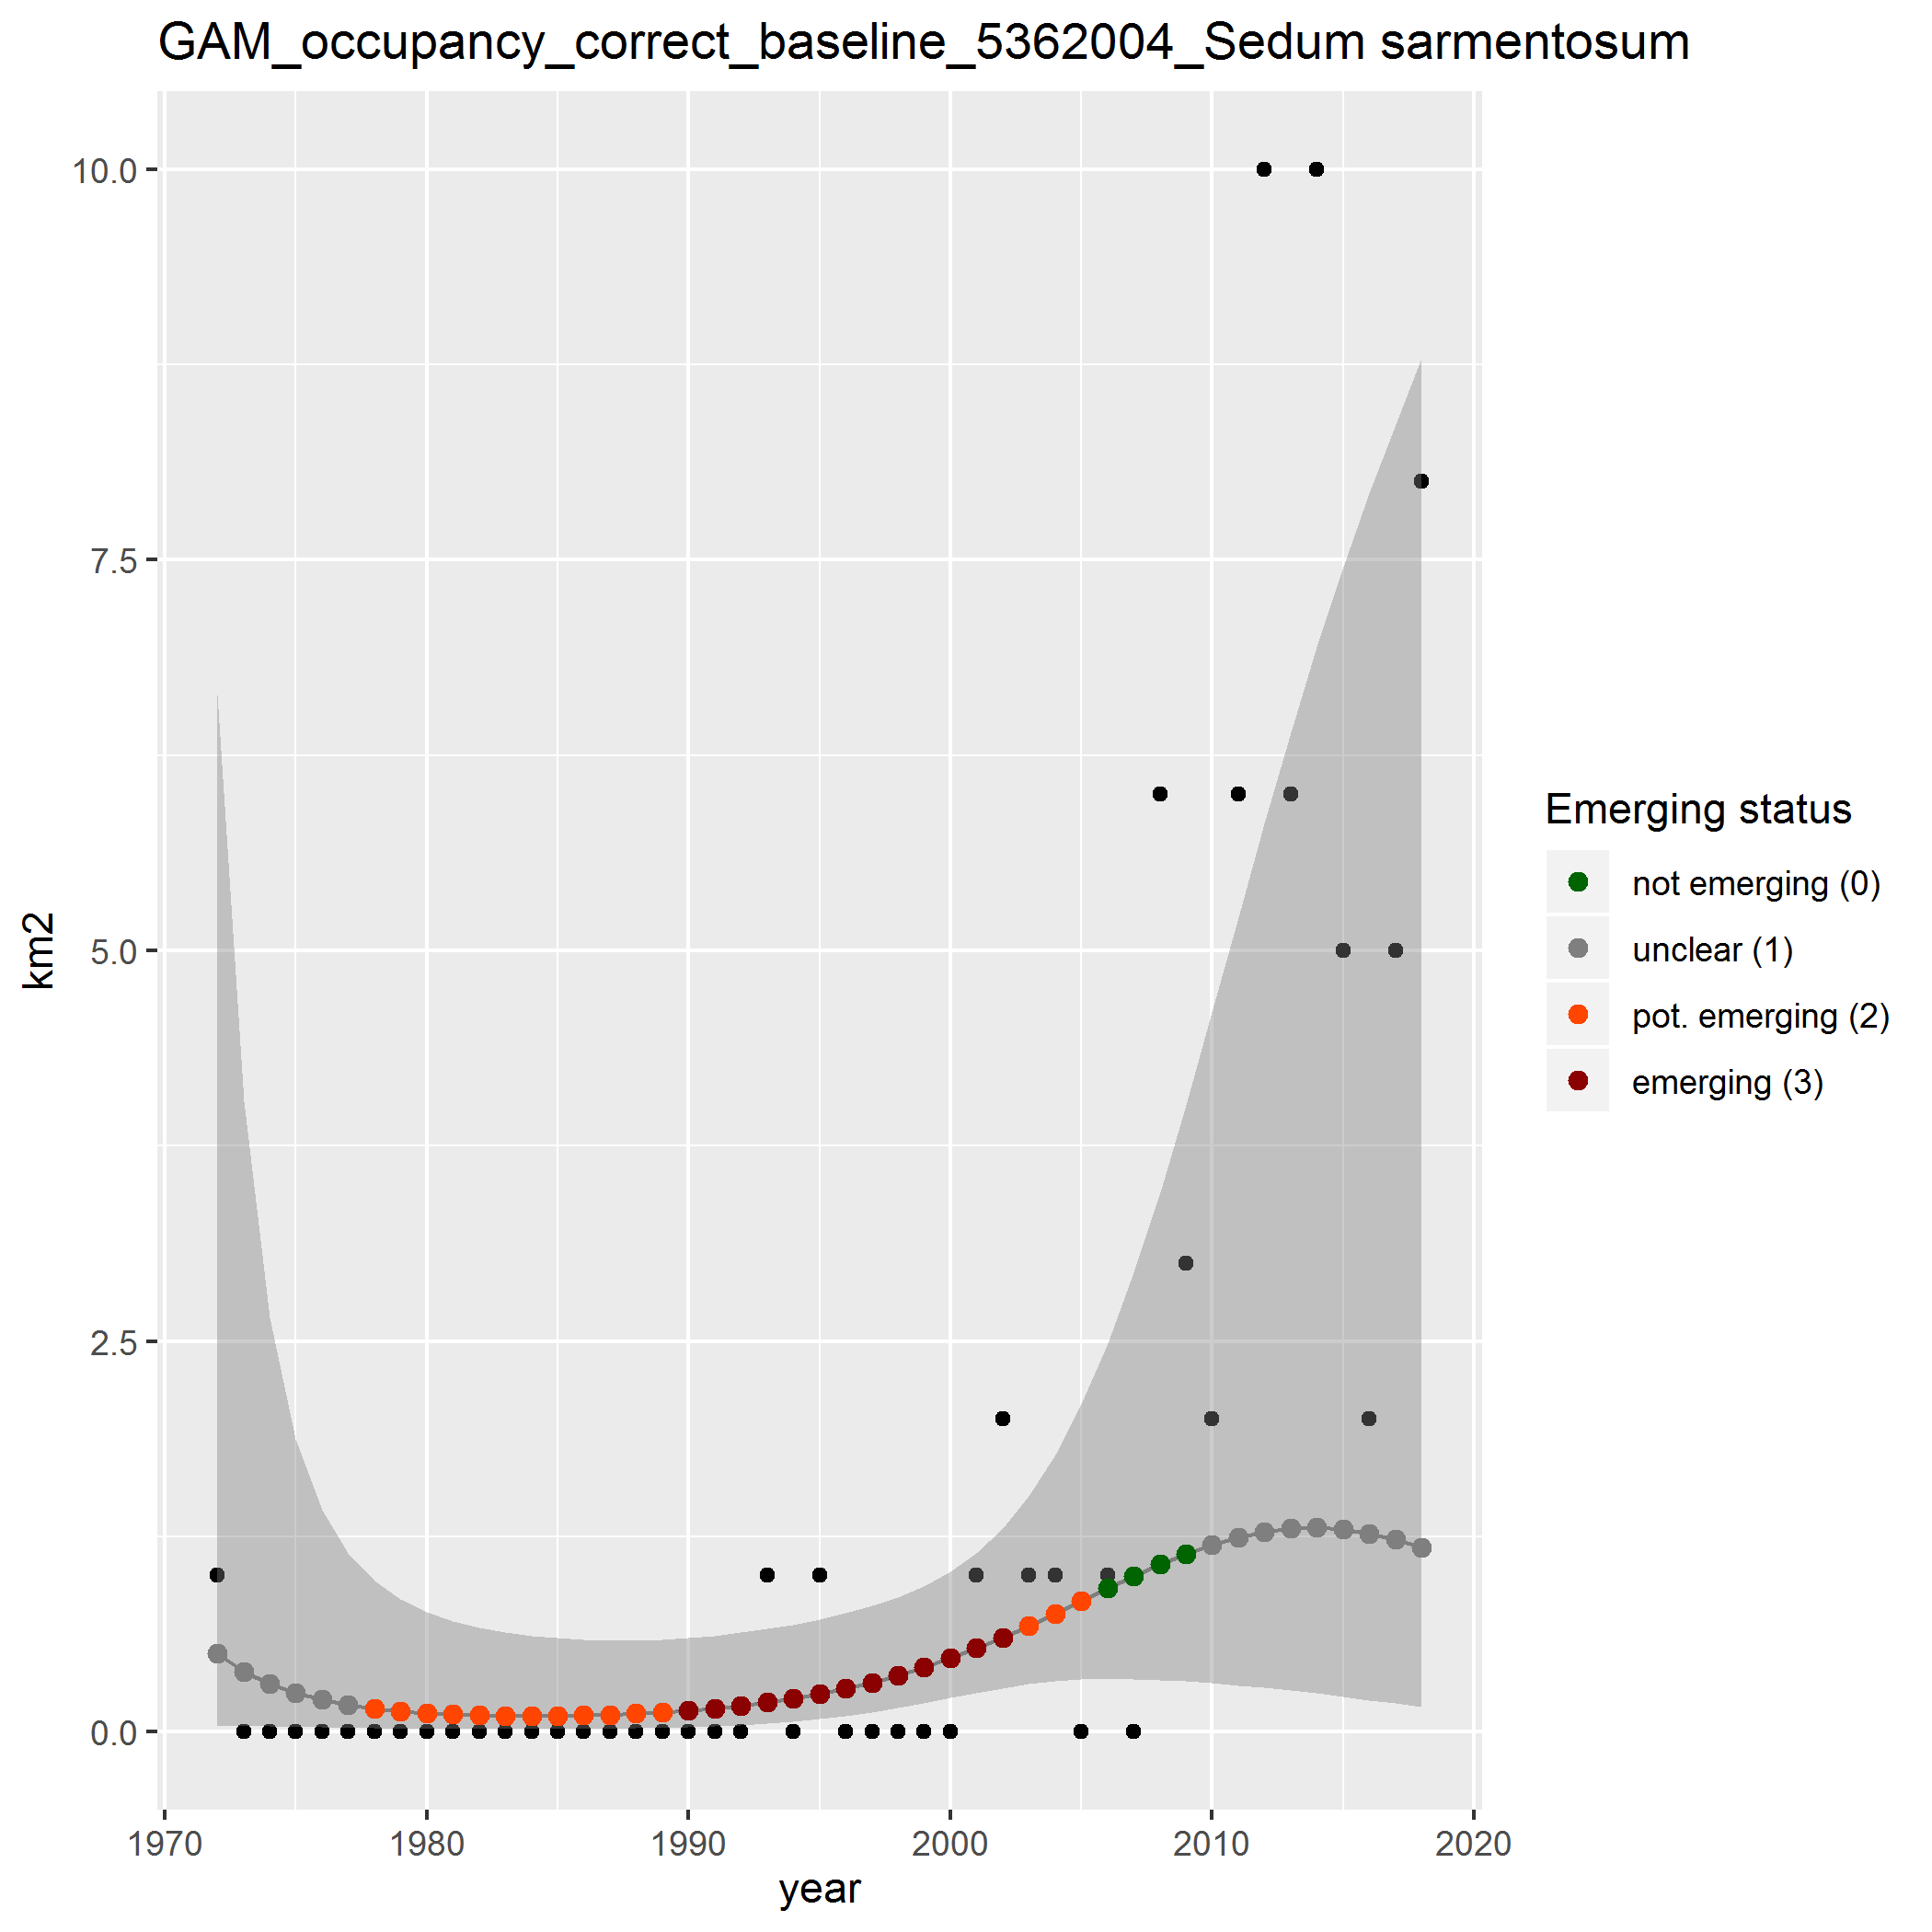 GAM_occupancy_correct_baseline_5362004_Sedum sarmentosum
10.0
7.5
5.0
2.5
0.0
km2
1970 1980 1990 2000 2010 2020
year
Emerging status
not emerging (0)
unclear (1)
pot. emerging (2)
emerging (3)